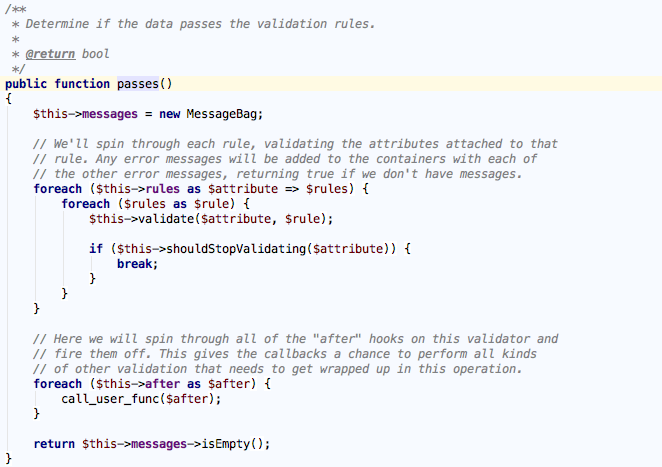 /**
 * Determine if the data passes the validation rules.
 *
 * @return bool
 */
public function passes()
{
    $this->messages = new MessageBag;

    // We'll spin through each rule, validating the attributes attached to that
    // rule. Any error messages will be added to the containers with each of
    // the other error messages, returning true if we don't have messages.
    foreach ($this->rules as $attribute => $rules) {
        foreach ($rules as $rule) {
            $this->validate($attribute, $rule);

            if ($this->shouldStopValidating($attribute)) {
                break;
            }
        }
    }

    // Here we will spin through all of the "after" hooks on this validator and
    // fire them off. This gives the callbacks a chance to perform all kinds
    // of other validation that needs to get wrapped up in this operation.
    foreach ($this->after as $after) {
        call_user_func($after);
    }

    return $this->messages->isEmpty();
}